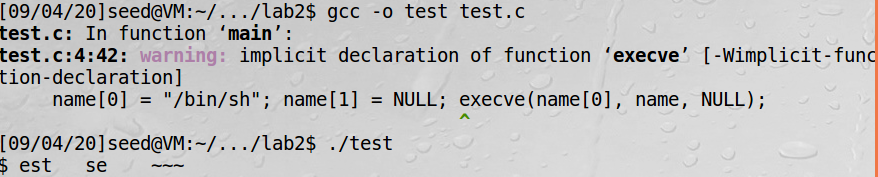 [09/04/20]seed@VM:~/.../lab2$ gcc -o test test.c
test.c: In function ‘main’:
test.c:4:42: warning: implicit declaration of function ‘execve’ [-Wimplicit-func
tion-declaration]
     name[0] = "/bin/sh"; name[1] = NULL; execve(name[0], name, NULL);
                                          ^
[09/04/20]seed@VM:~/.../lab2$ ./test
$ est   se    ~~~